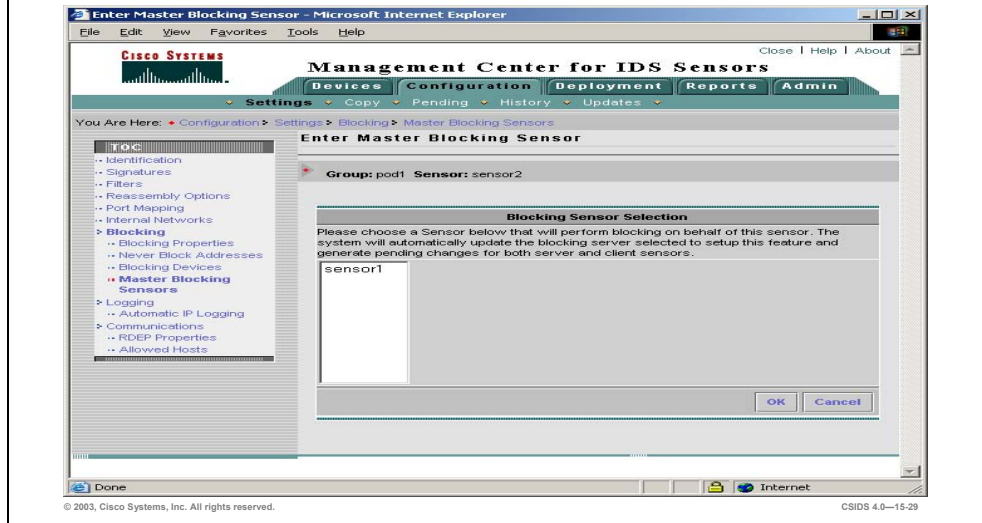 Enter Master Blocking Sensor - Microsoft Internet Explorer
File Edit View Favorites Tools Help
Close | Help | About
CISCO SYSTEMS
Management Center for IDS Sensors
Devices Configuration Deployment Reports Admin
Settings Copy Pending History Updates
You Are Here: Configuration > Settings > Blocking > Master Blocking Sensors
Enter Master Blocking Sensor
TOC
Identification
Signatures
Filters
Reassembly Options
Port Mapping
Internal Networks
Blocking
Blocking Properties
Never Block Addresses
Blocking Devices
Master Blocking
Sensors
Logging
Automatic IP Logging
Communications
RDEP Properties
Allowed Hosts
Group: pod1 Sensor: sensor2
Blocking Sensor Selection
Please choose a Sensor below that will perform blocking on behalf of this sensor. The
system will automatically update the blocking server selected to setup this feature and
generate pending changes for both server and client sensors.
sensor1
OK Cancel
Done
Internet
© 2003, Cisco Systems, Inc. All rights reserved.
CSIDS 4.0—15-29